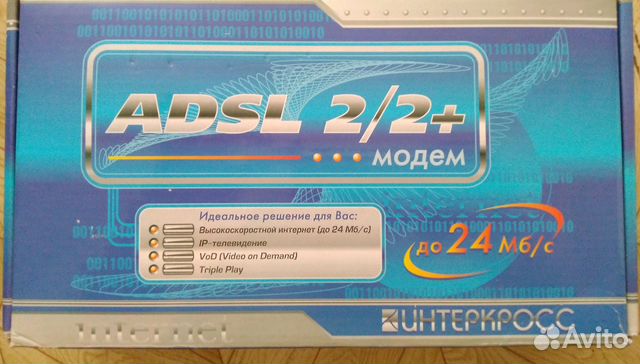 ADSL 2/2+
модем
Идеальное решение для Вас:
Высокоскоростной интернет (до 24 Мб/с)
IP-телевидение
VoD (Video on Demand)
Triple Play
до 24 Мб/с
Internet
ИНТЕРКРОСС
Avito